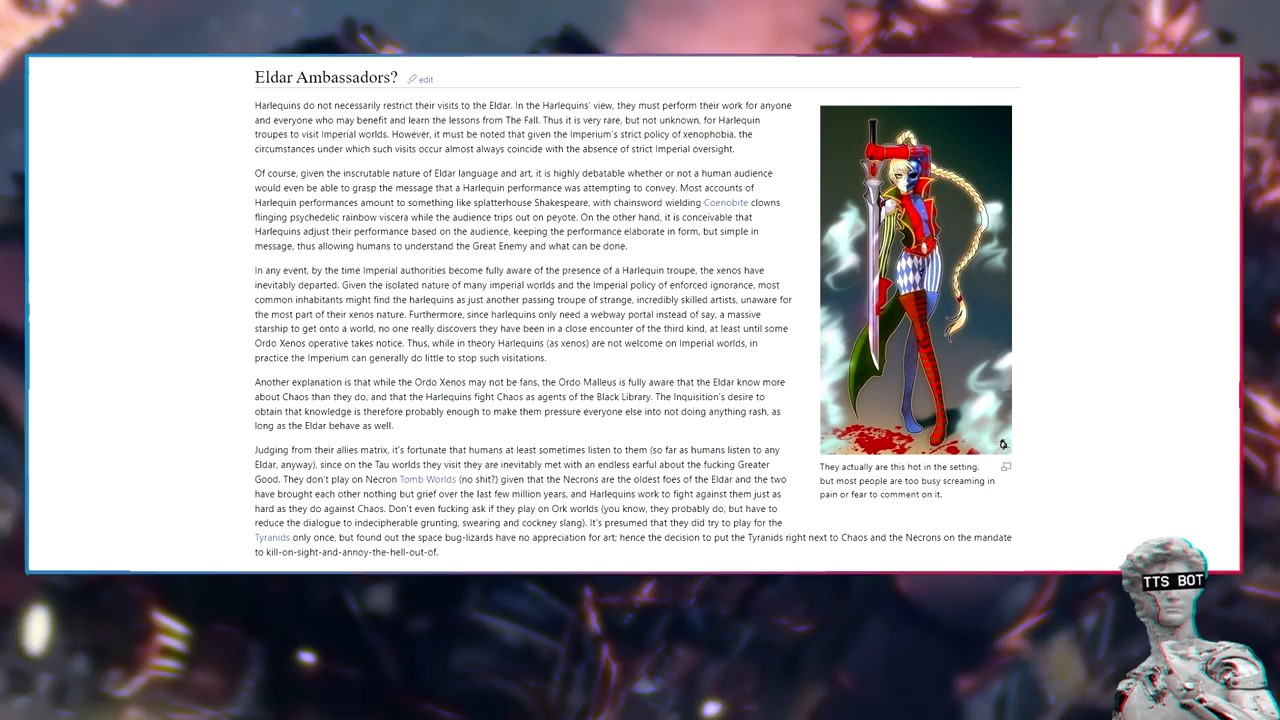 Eldar Ambassadors? edit
Harlequins do not necessarily restrict their visits to the Eldar. In the Harlequins' view, they must perform their work for anyone
and everyone who may benefit and learn the lessons from The Fall. Thus it is very rare, but not unknown, for Harlequin
troupes to visit Imperial worlds. However, it must be noted that given the Imperium's strict policy of xenophobia, the
circumstances under which such visits occur almost always coincide with the absence of strict Imperial oversight.
Of course, given the inscrutable nature of Eldar language and art, it is highly debatable whether or not a human audience
would even be able to grasp the message that a Harlequin performance was attempting to convey. Most accounts of
Harlequin performances amount to something like splatterhouse Shakespeare, with chainsword wielding Coenobite clowns
flinging psychedelic rainbow viscera while the audience trips out on peyote. On the other hand, it is conceivable that
Harlequins adjust their performance based on the audience, keeping the performance elaborate in form, but simple in
message, thus allowing humans to understand the Great Enemy and what can be done.
In any event, by the time Imperial authorities become fully aware of the presence of a Harlequin troupe, the xenos have
inevitably departed. Given the isolated nature of many imperial worlds and the Imperial policy of enforced ignorance, most
common inhabitants might find the harlequins as just another passing troupe of strange, incredibly skilled artists, unaware for
the most part of their xenos nature. Furthermore, since harlequins only need a webway portal instead of say, a massive
starship to get onto a world, no one really discovers they have been in a close encounter of the third kind, at least until some
Ordo Xenos operative takes notice. Thus, while in theory Harlequins (as xenos) are not welcome on Imperial worlds, in
practice the Imperium can generally do little to stop such visitations.
Another explanation is that while the Ordo Xenos may not be fans, the Ordo Malleus is fully aware that the Eldar know more
about Chaos than they do, and that the Harlequins fight Chaos as agents of the Black Library. The Inquisition's desire to
obtain that knowledge is therefore probably enough to make them pressure everyone else into not doing anything rash, as
long as the Eldar behave as well.
Judging from their allies matrix, it's fortunate that humans at least sometimes listen to them (so far as humans listen to any
Eldar, anyway), since on the Tau worlds they visit they are inevitably met with an endless earful about the fucking Greater
Good. They don't play on Necron Tomb Worlds (no shit?) given that the Necrons are the oldest foes of the Eldar and the two
have brought each other nothing but grief over the last few million years, and Harlequins work to fight against them just as
hard as they do against Chaos. Don't even fucking ask if they play on Ork worlds (you know, they probably do, but have to
reduce the dialogue to indecipherable grunting, swearing and cockney slang). It's presumed that they did try to play for the
Tyranids only once, but found out the space bug-lizards have no appreciation for art; hence the decision to put the Tyranids right next to Chaos and the Necrons on the mandate
to kill-on-sight-and-annoy-the-hell-out-of.
They actually are this hot in the setting,
but most people are too busy screaming in
pain or fear to comment on it.
TTS BOT